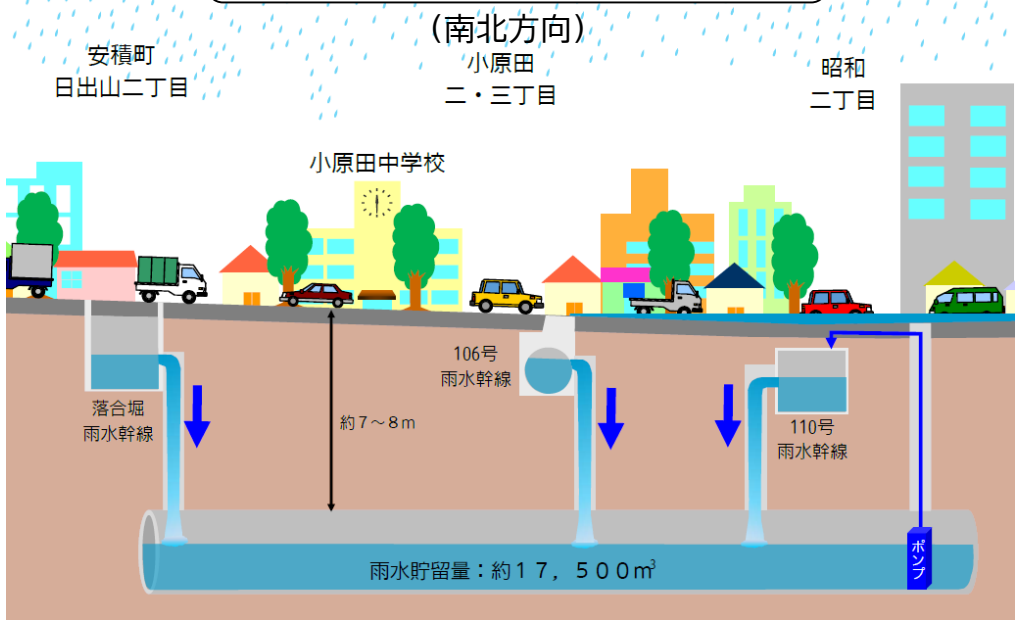 （南北方向）
安積町
日出山二丁目
小原田
二・三丁目
昭和
二丁目
小原田中学校
106号
雨水幹線
落合堀
雨水幹線
約７～８ｍ
110号
雨水幹線
雨水貯留量：約１７，５００㎥
ポンプ